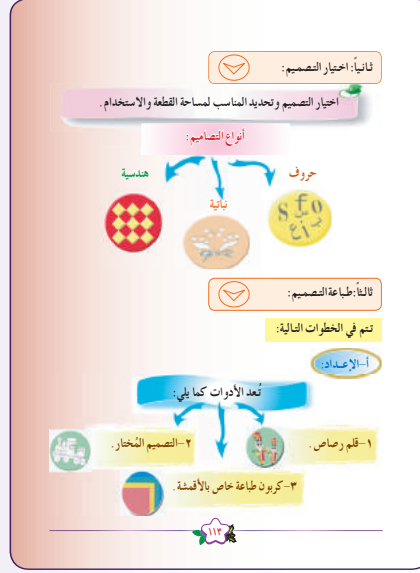 ثانياً: اختيار التصميم:
اختيار التصميم وتحديد المناسب لمساحة القطعة والاستخدام.
أنواع التصاميم:
حروف
نباتية
هندسية
S f o
ثالثاً: طباعة التصميم:
تتم في الخطوات التالية:
أ-الإعداد:
تُعد الأدوات كما يلي:
١-قلم رصاص.
٢-التصميم المُختار.
٣-كربون طباعة خاص بالأقمشة.
١١٣